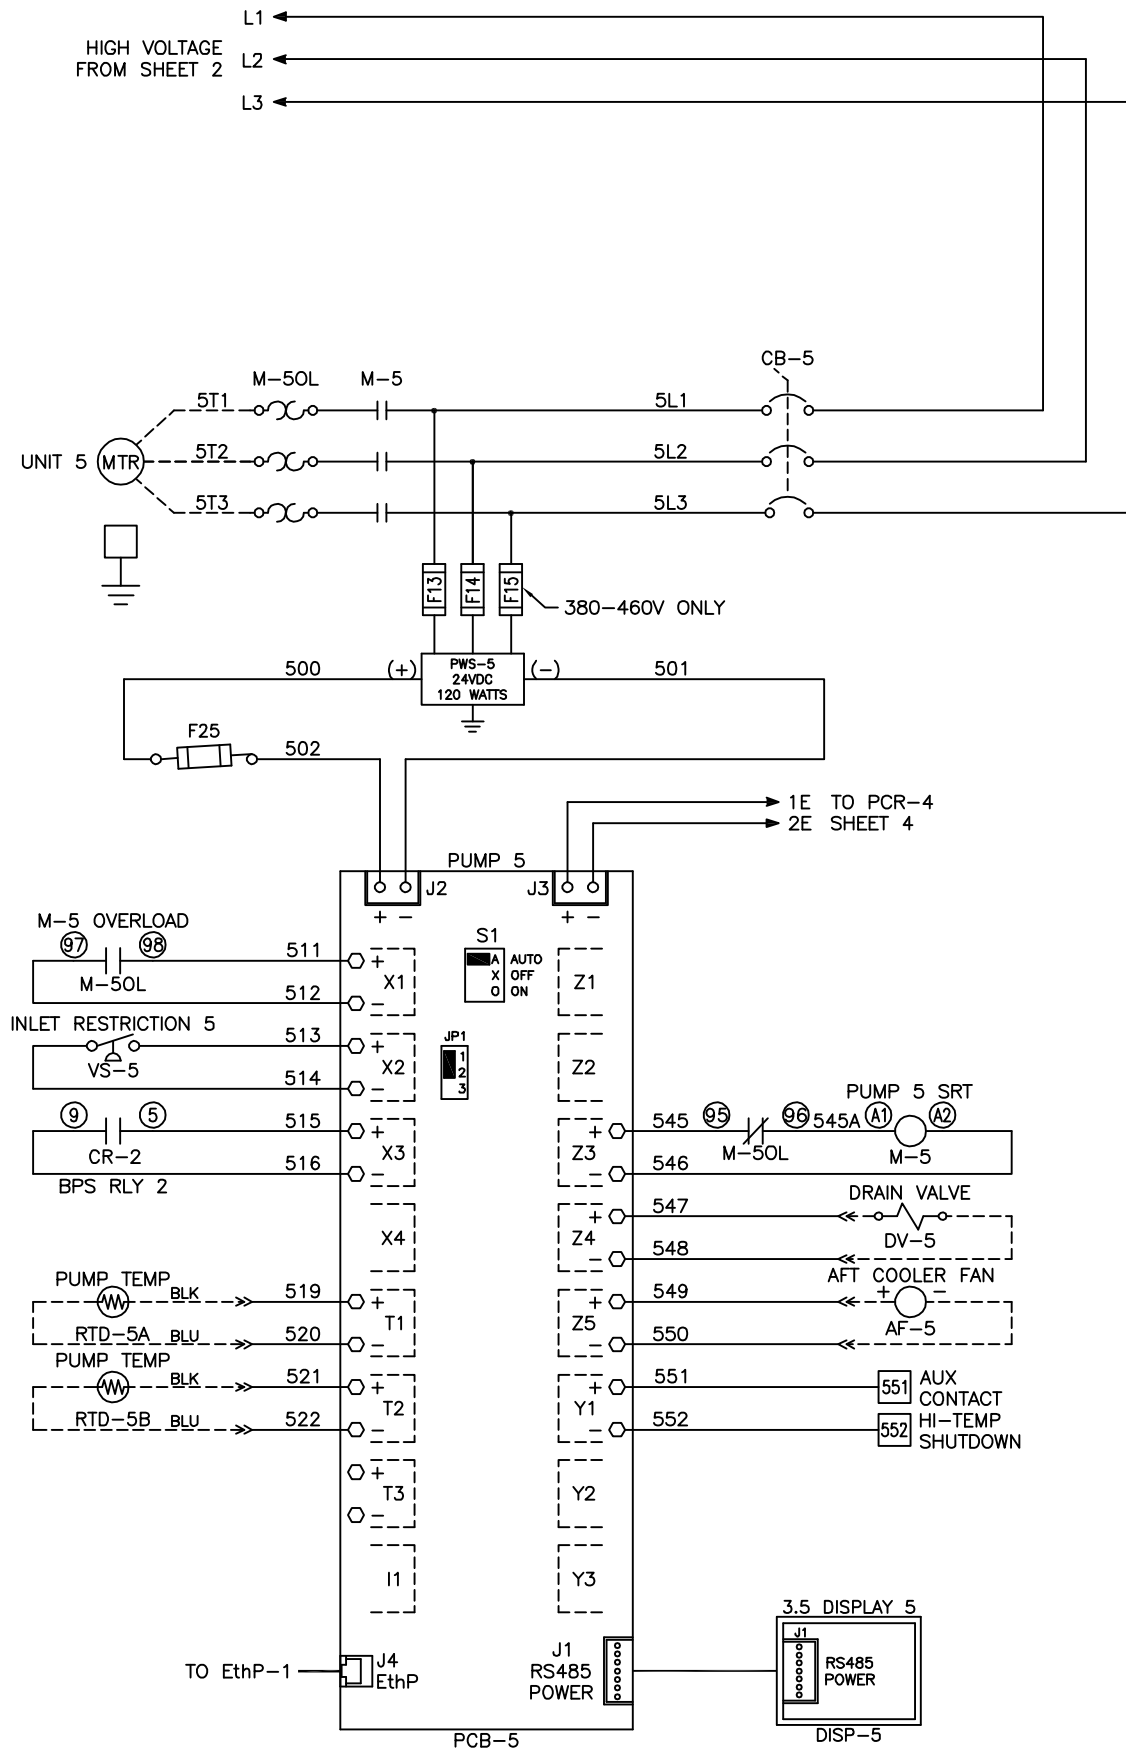 L1
HIGH VOLTAGE
FROM SHEET 2
L2
L3
CB-5
M-5OL
M-5
5T1
5L1
UNIT 5
MTR
5T2
5L2
5T3
5L3
F13
F14
F15
380-460V ONLY
500
(+)
PWS-5
24VDC
120 WATTS
(-)
501
F25
502
1E TO PCR-4
2E SHEET 4
PUMP 5
J2
J3
+ -
+ -
M-5 OVERLOAD
97
98
511
+
X1
M-5OL
512
-
S1
A AUTO
X OFF
O ON
Z1
INLET RESTRICTION 5
513
+
X2
VS-5
514
-
JP1
1
2
3
Z2
9
5
515
+
X3
CR-2
516
-
BPS RLY 2
PUMP 5 SRT
+
Z3
545
95
96
545A
A1
A2
M-5OL
M-5
-
546
X4
DRAIN VALVE
+
Z4
547
DV-5
-
548
PUMP TEMP
BLK
519
+
T1
RTD-5A
BLU
520
-
AFT COOLER FAN
+
Z5
549
+
-
AF-5
-
550
PUMP TEMP
BLK
521
+
T2
RTD-5B
BLU
522
-
+
Y1
551
551
AUX
CONTACT
-
552
552
HI-TEMP
SHUTDOWN
+
T3
-
Y2
I1
Y3
3.5 DISPLAY 5
J1
RS485
POWER
TO EthP-1
J4
EthP
J1
RS485
POWER
DISP-5
PCB-5